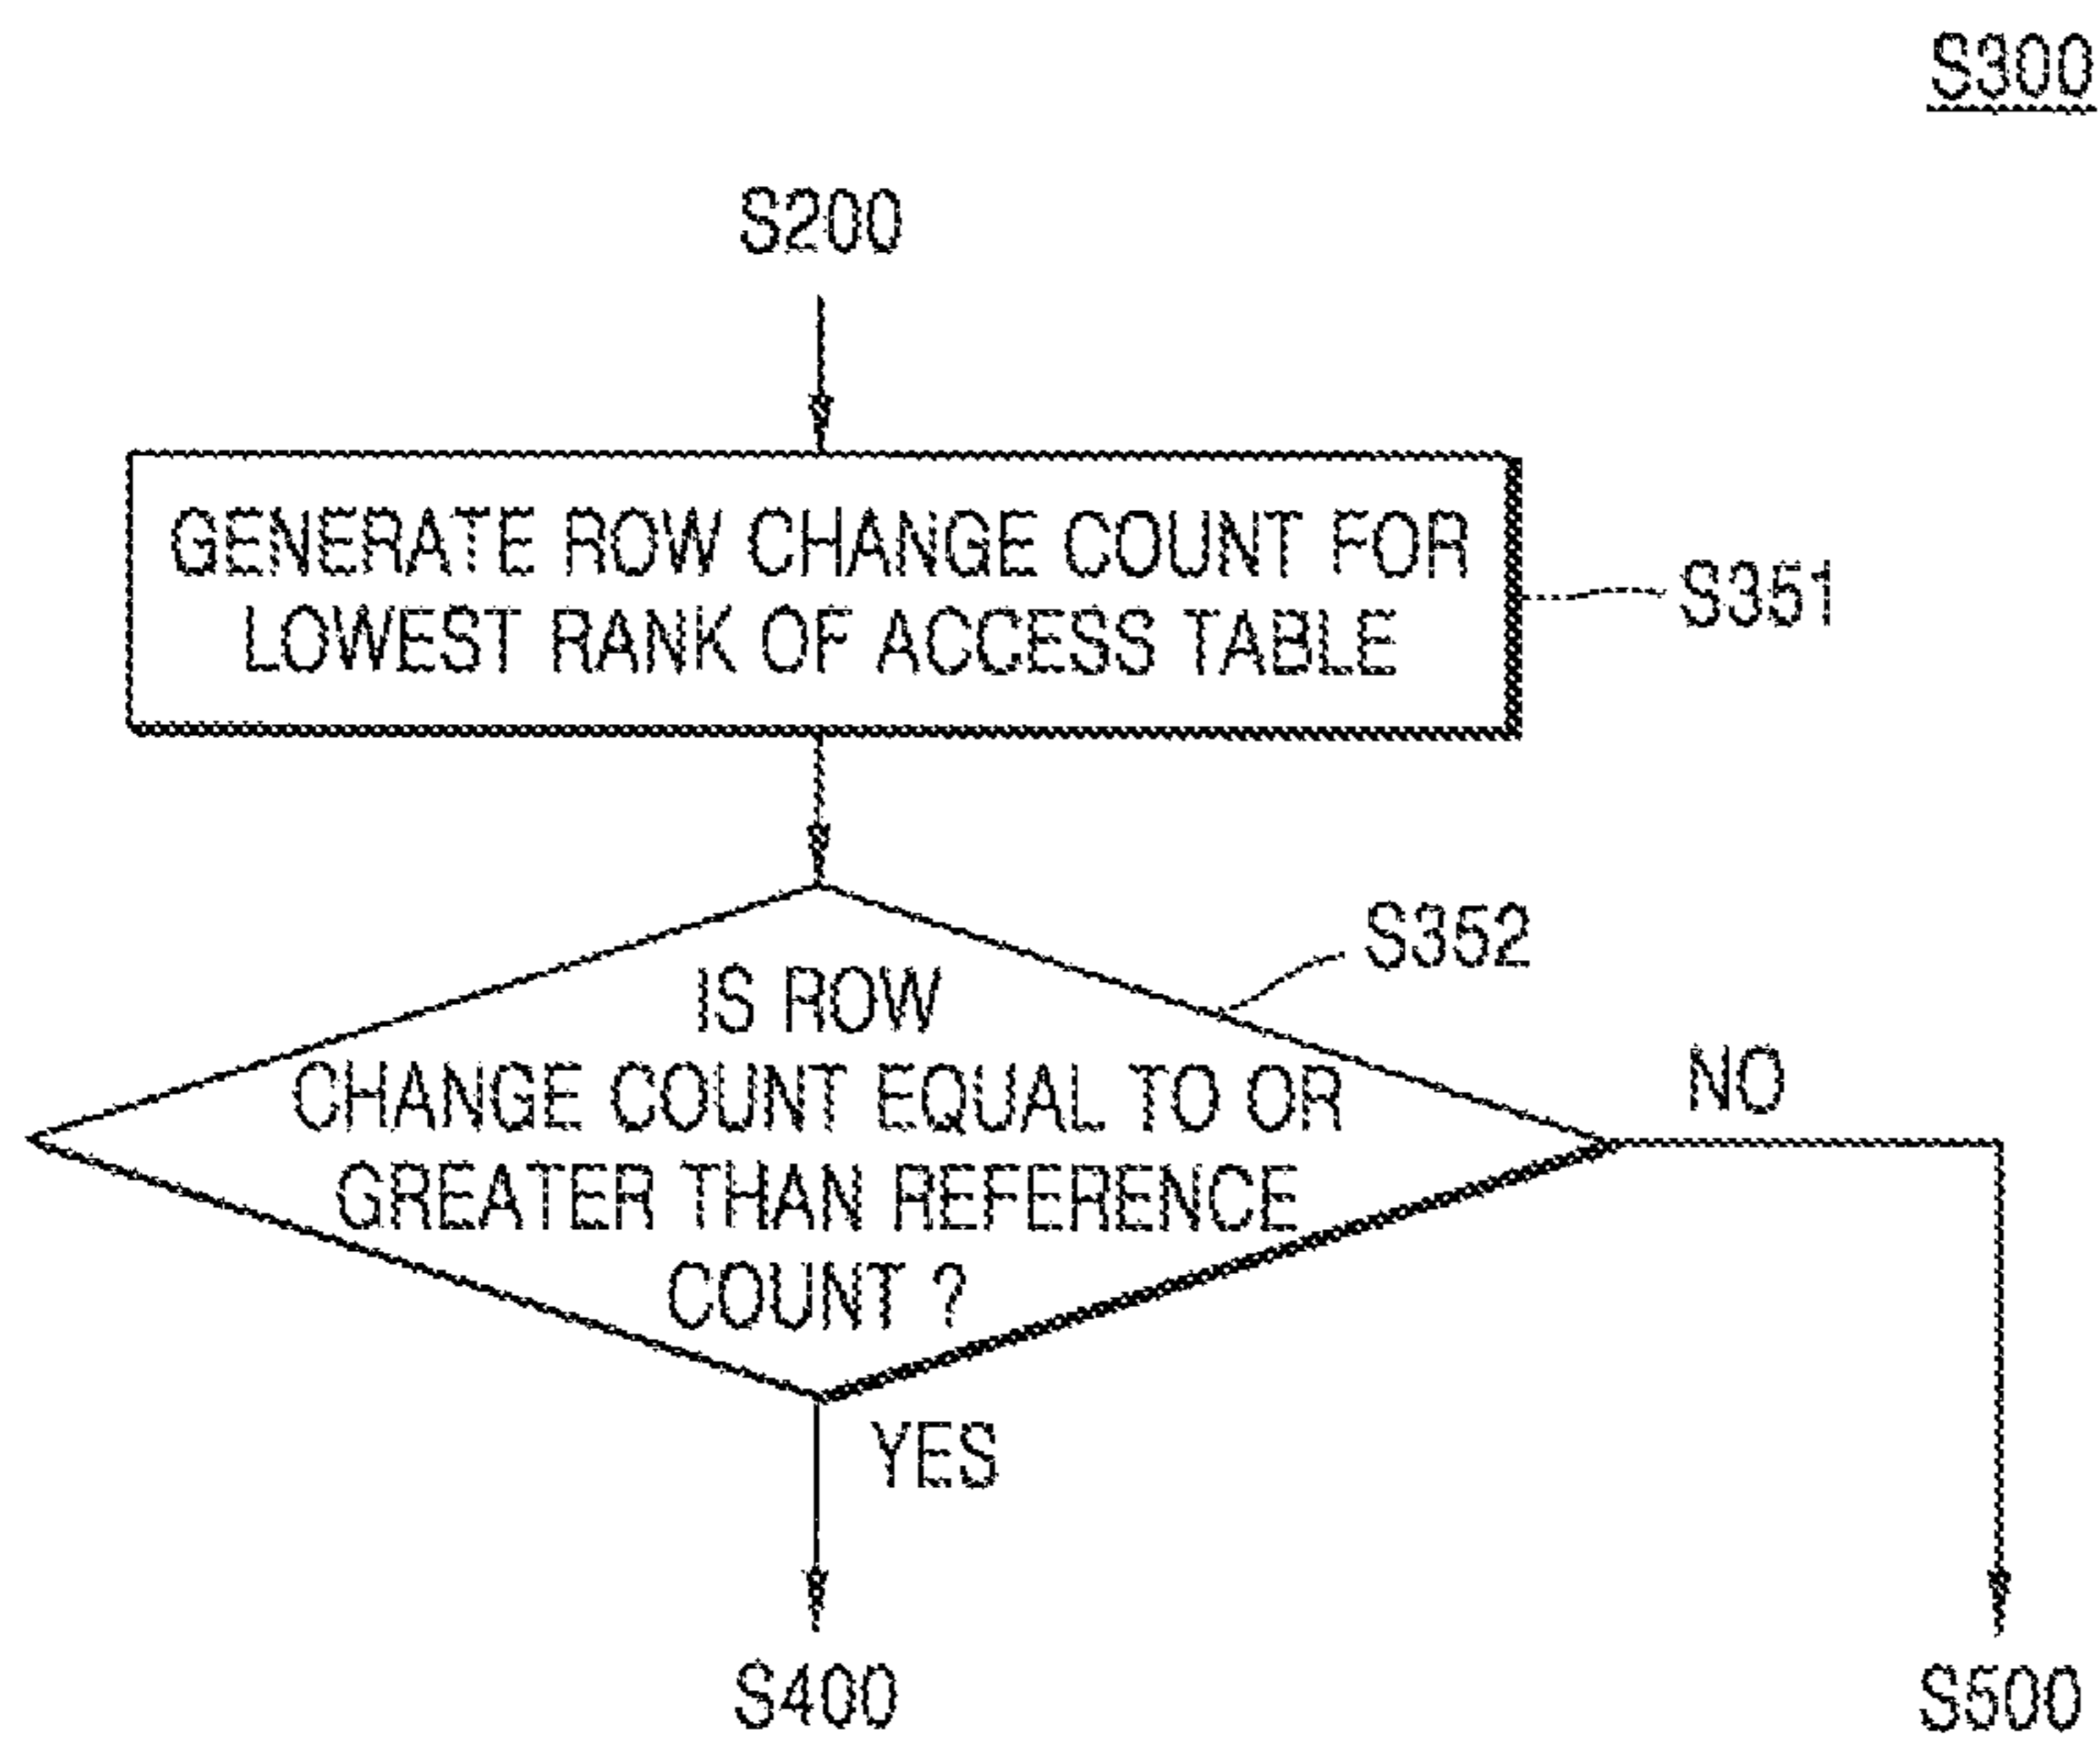 S300
S200
GENERATE ROW CHANGE COUNT FOR
LOWEST RANK OF ACCESS TABLE
S351
S352
IS ROW
CHANGE COUNT EQUAL TO OR
GREATER THAN REFERENCE
COUNT ?
NO
YES
S400
S500